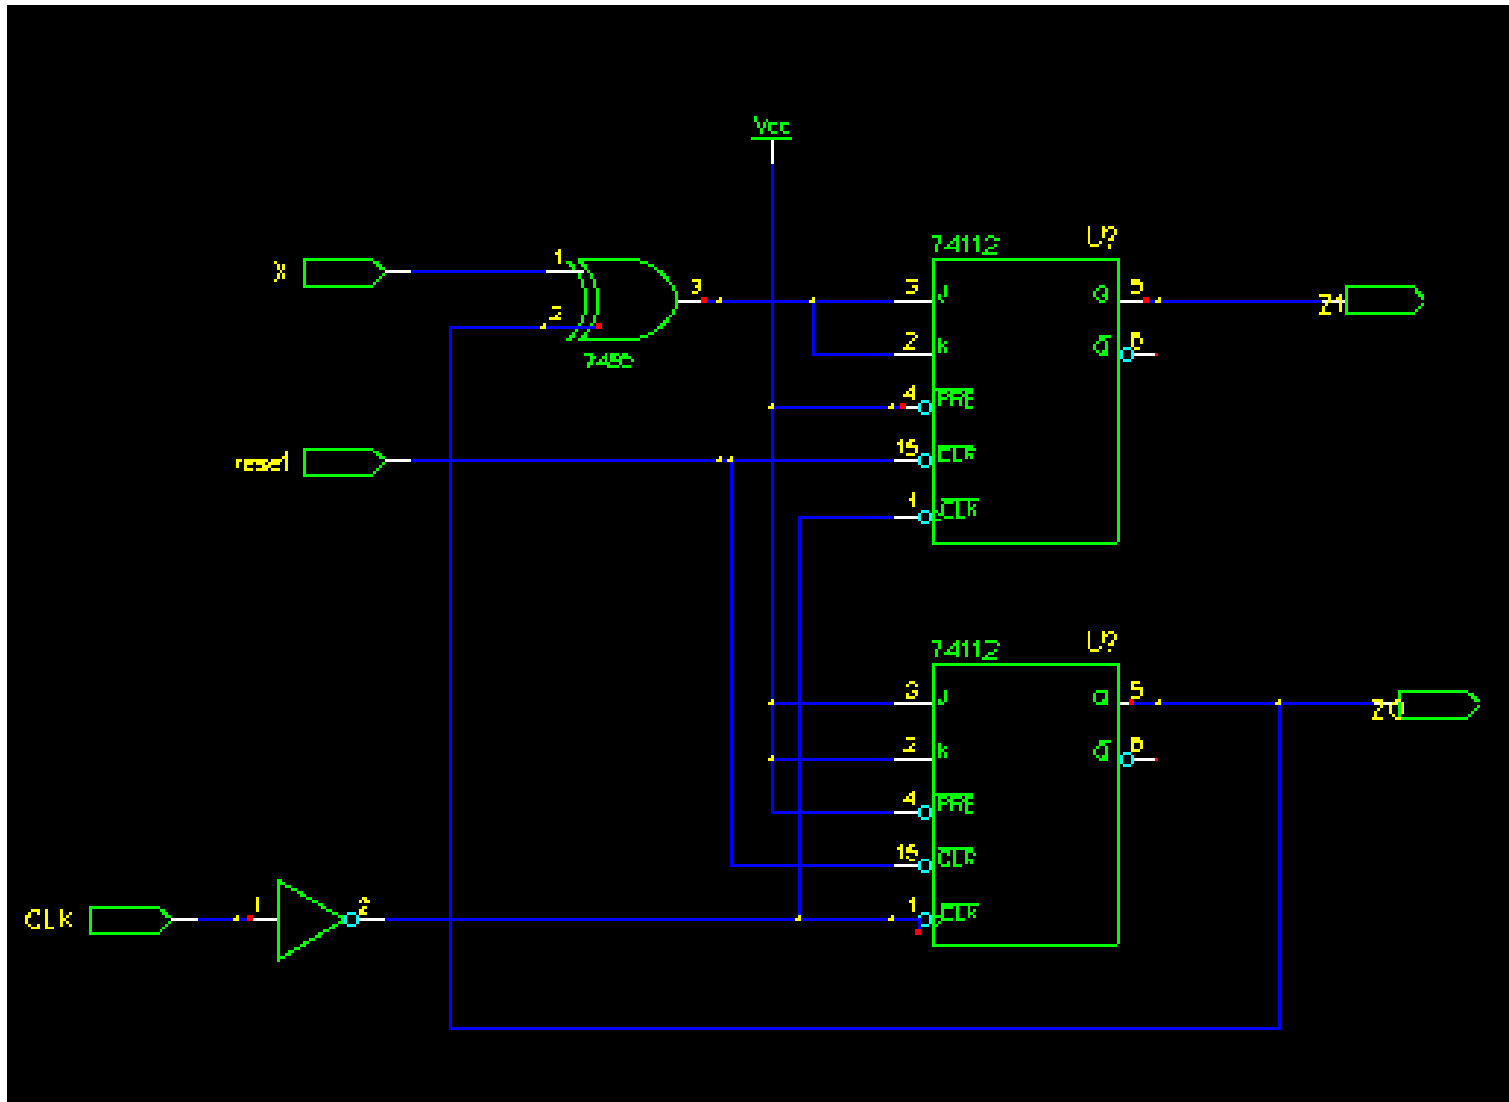 Vcc
74112 U?
x 1
3 3 J Q 5
2
2 K Q 6
7486
4 PRE
reset 15 CLR
1 CLK
74112 U?
3 J Q 5 Z0
2 K Q 6
4 PRE
15 CLR
CLK 1 2 1 CLK